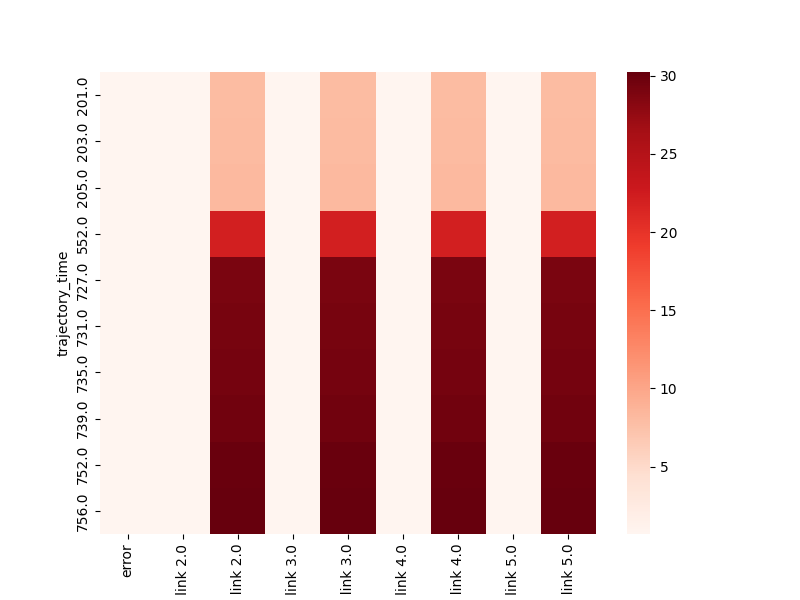 trajectory_time
201.0
203.0
205.0
552.0
727.0
731.0
735.0
739.0
752.0
756.0
error
link 2.0
link 2.0
link 3.0
link 3.0
link 4.0
link 4.0
link 5.0
link 5.0
30
25
20
15
10
5